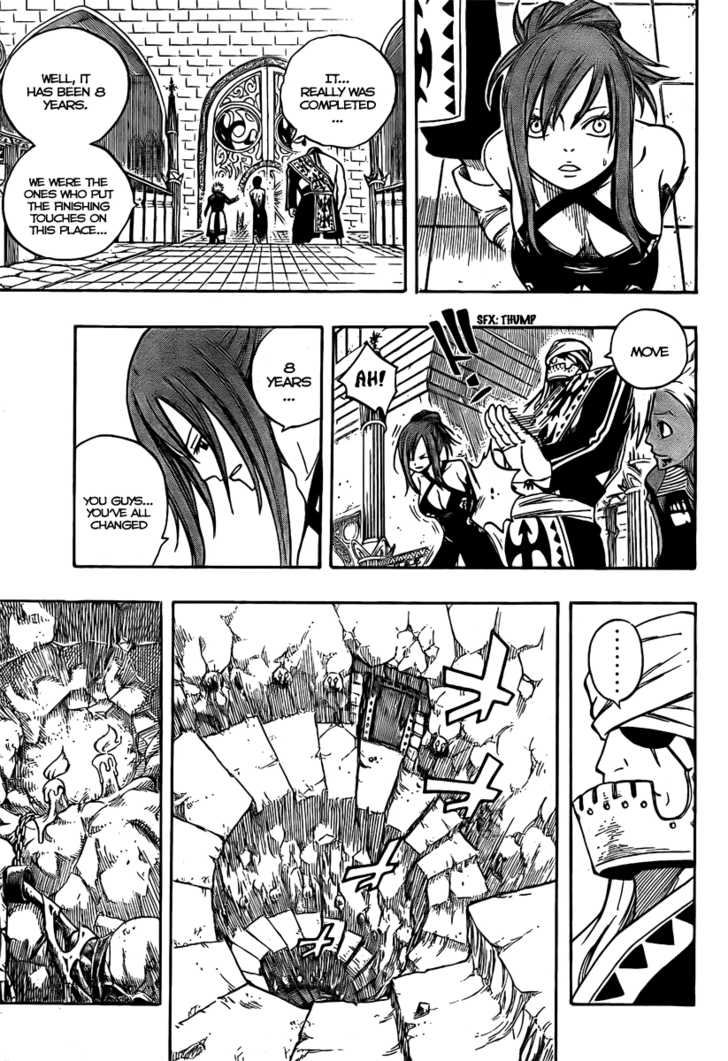 IT...
REALLY WAS
COMPLETED
...
WELL, IT
HAS BEEN 8
YEARS.
WE WERE THE
ONES WHO PUT
THE FINISHING
TOUCHES ON
THIS PLACE...
MOVE
SFX: THUMP
AH!
8
YEARS
...
YOU GUYS...
YOU'VE ALL
CHANGED
........